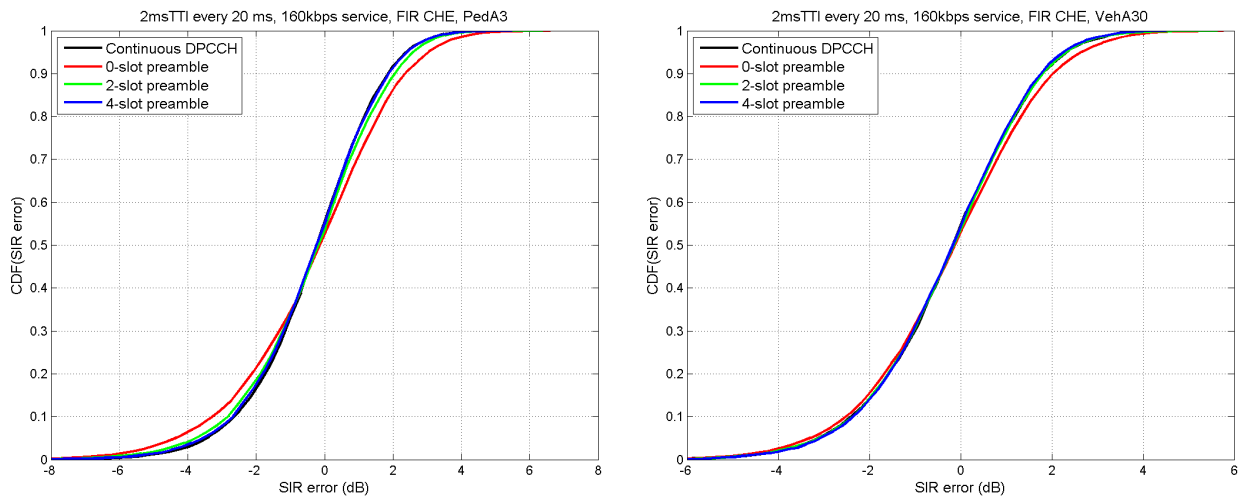 2msTTI every 20 ms, 160kbps service, FIR CHE, PedA3
Continuous DPCCH
0-slot preamble
2-slot preamble
4-slot preamble
1
0.9
0.8
0.7
0.6
0.5
0.4
0.3
0.2
0.1
0
CDF(SIR error)
-8
-6
-4
-2
0
2
4
6
8
SIR error (dB)
2msTTI every 20 ms, 160kbps service, FIR CHE, VehA30
Continuous DPCCH
0-slot preamble
2-slot preamble
4-slot preamble
1
0.9
0.8
0.7
0.6
0.5
0.4
0.3
0.2
0.1
0
CDF(SIR error)
-6
-4
-2
0
2
4
6
SIR error (dB)